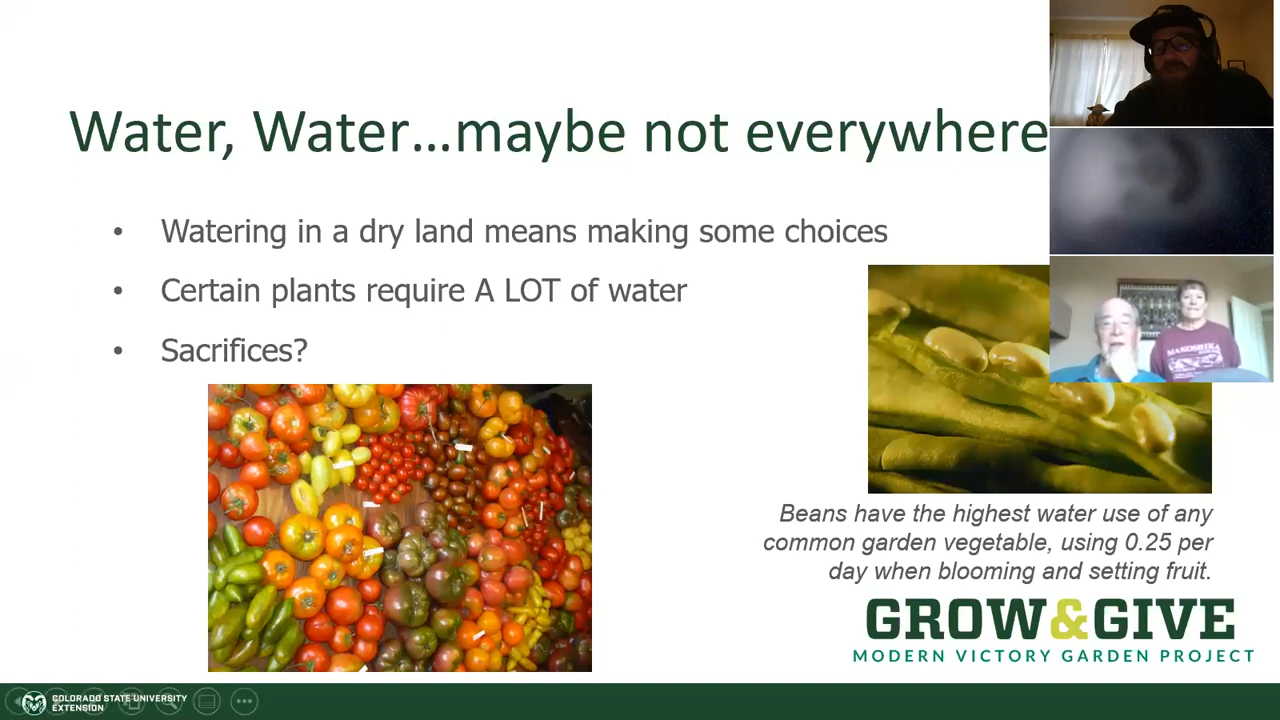 Water, Water...maybe not everywhere
• Watering in a dry land means making some choices
• Certain plants require A LOT of water
• Sacrifices?
MAKOSHIKA
Beans have the highest water use of any
common garden vegetable, using 0.25 per
day when blooming and setting fruit.
GROW&GIVE
MODERN VICTORY GARDEN PROJECT
COLORADO STATE UNIVERSITY
EXTENSION